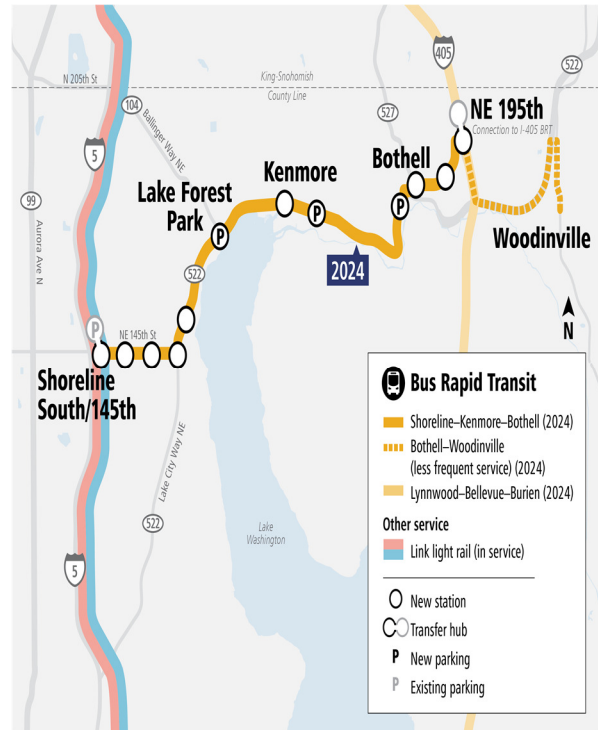 405
522
N 205th St
King-Snohomish
County Line
104
Ballinger Way NE
527
NE 195th
Connection to I-405 BRT
5
Bothell
Kenmore
Lake Forest
Park
P
P
P
99
Aurora Ave N
Woodinville
522
2024
N
P
NE 145th St
Shoreline
South/145th
Lake City Way NE
522
Lake
Washington
5
Bus Rapid Transit
Shoreline–Kenmore–Bothell (2024)
Bothell–Woodinville
(less frequent service) (2024)
Lynnwood–Bellevue–Burien (2024)
Other service
Link light rail (in service)
New station
Transfer hub
P New parking
P Existing parking